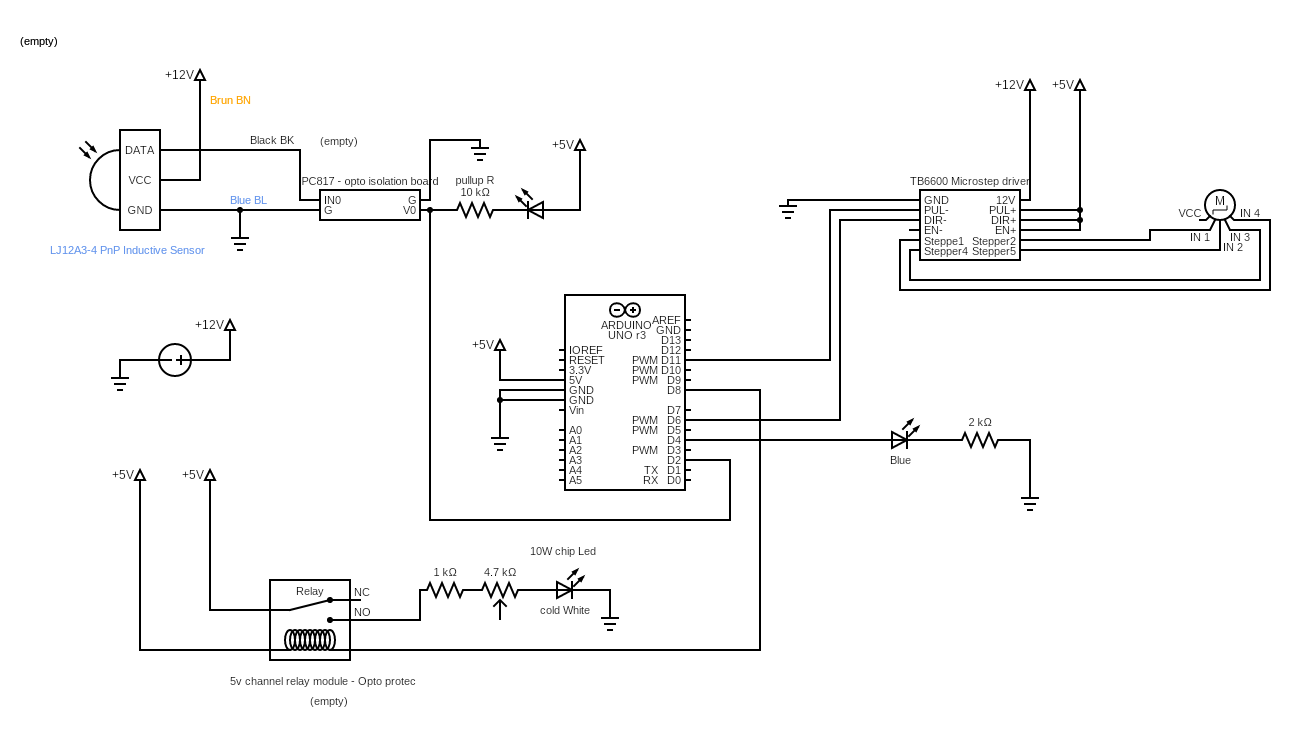 (empty)
+12V
Brun BN
Black BK
(empty)
DATA
VCC
GND
Blue BL
LJ12A3-4 PnP Inductive Sensor
PC817 - opto isolation board
IN0
G
G
V0
pullup R
10 kΩ
+5V
+12V
+5V
TB6600 Microstep driver
GND
PUL-
DIR-
EN-
Steppe1
Stepper4
12V
PUL+
DIR+
EN+
Stepper2
Stepper5
M
VCC
IN 4
IN 1
IN 3
IN 2
+12V
+5V
ARDUINO
UNO r3
IOREF
RESET
3.3V
5V
GND
GND
Vin
A0
A1
A2
A3
A4
A5
AREF
GND
D13
D12
PWM D11
PWM D10
PWM D9
D8
D7
PWM D6
PWM D5
D4
PWM D3
D2
TX D1
RX D0
Blue
2 kΩ
+5V
+5V
10W chip Led
Relay
NC
NO
1 kΩ
4.7 kΩ
cold White
5v channel relay module - Opto protec
(empty)